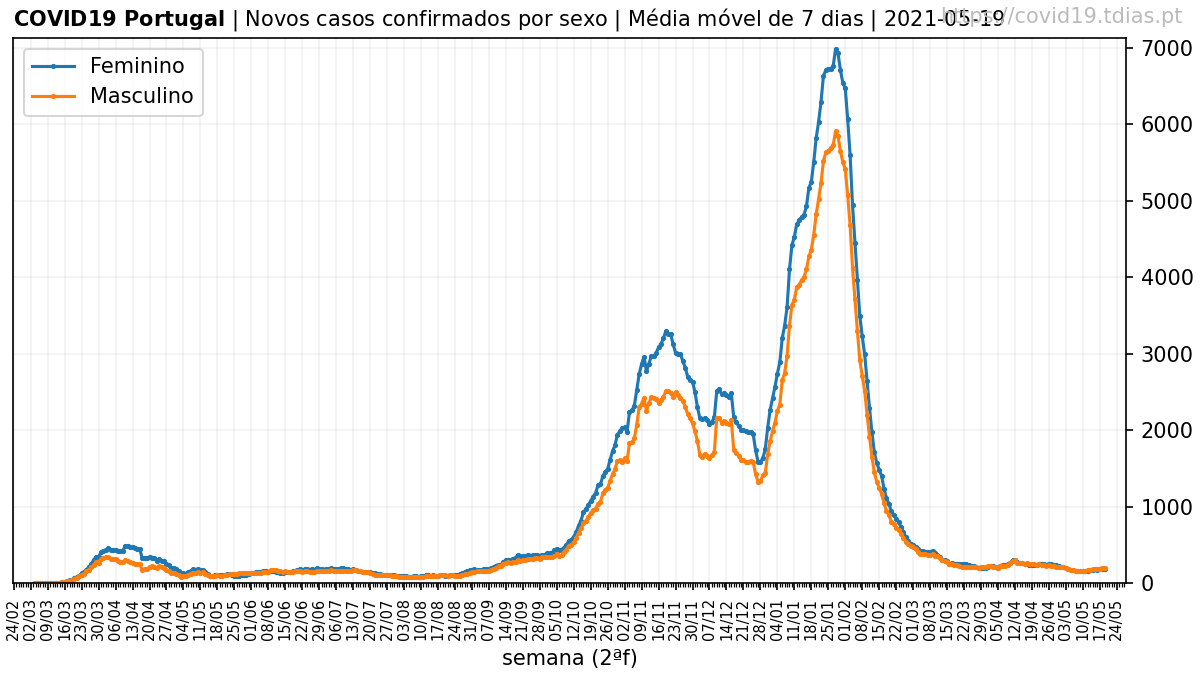 COVID19 Portugal | Novos casos confirmados por sexo | Média móvel de 7 dias | 2021-05-19
https://covid19.tdias.pt
Feminino
Masculino
7000
6000
5000
4000
3000
2000
1000
0
24/02 02/03 09/03 16/03 23/03 30/03 06/04 13/04 20/04 27/04 04/05 11/05 18/05 25/05 01/06 08/06 15/06 22/06 29/06 06/07 13/07 20/07 27/07 03/08 10/08 17/08 24/08 31/08 07/09 14/09 21/09 28/09 05/10 12/10 19/10 26/10 02/11 09/11 16/11 23/11 30/11 07/12 14/12 21/12 28/12 04/01 11/01 18/01 25/01 01/02 08/02 15/02 22/02 01/03 08/03 15/03 22/03 29/03 05/04 12/04 19/04 26/04 03/05 10/05 17/05 24/05
semana (2ªf)